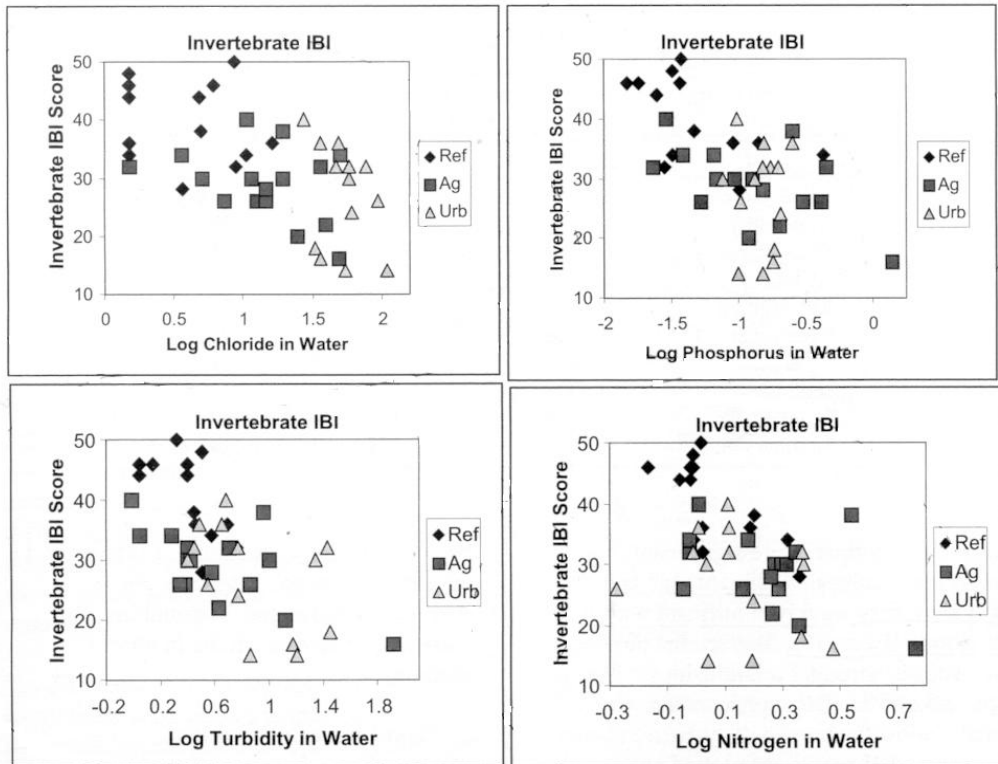 Invertebrate IBI
Invertebrate IBI Score
50
40
30
20
10
0 0.5 1 1.5 2
Log Chloride in Water
Ref
Ag
Urb
Invertebrate IBI
Invertebrate IBI Score
50
40
30
20
10
-2 -1.5 -1 -0.5 0
Log Phosphorus in Water
Ref
Ag
Urb
Invertebrate IBI
Invertebrate IBI Score
50
40
30
20
10
-0.2 0.2 0.6 1 1.4 1.8
Log Turbidity in Water
Ref
Ag
Urb
Invertebrate IBI
Invertebrate IBI Score
50
40
30
20
10
-0.3 -0.1 0.1 0.3 0.5 0.7
Log Nitrogen in Water
Ref
Ag
Urb